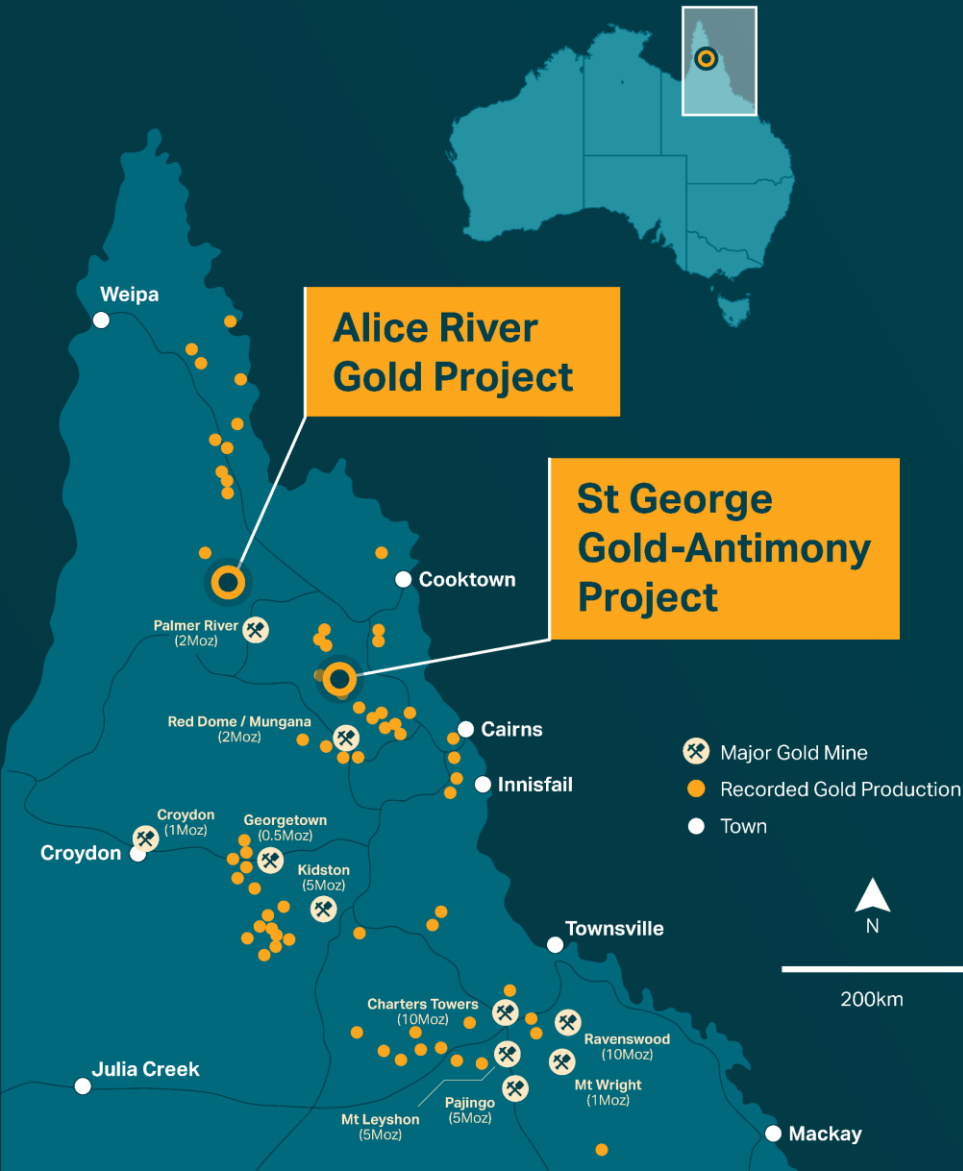 Weipa
Alice River
Gold Project
St George
Gold-Antimony
Project
Cooktown
Palmer River
(2Moz)
Red Dome / Mungana
(2Moz)
Cairns
Innisfail
Major Gold Mine
Recorded Gold Production
Town
Croydon
(1Moz)
Croydon
Georgetown
(0.5Moz)
Kidston
(5Moz)
N
200km
Townsville
Charters Towers
(10Moz)
Ravenswood
(10Moz)
Mt Wright
(1Moz)
Julia Creek
Mt Leyshon
(5Moz)
Pajingo
(5Moz)
Mackay